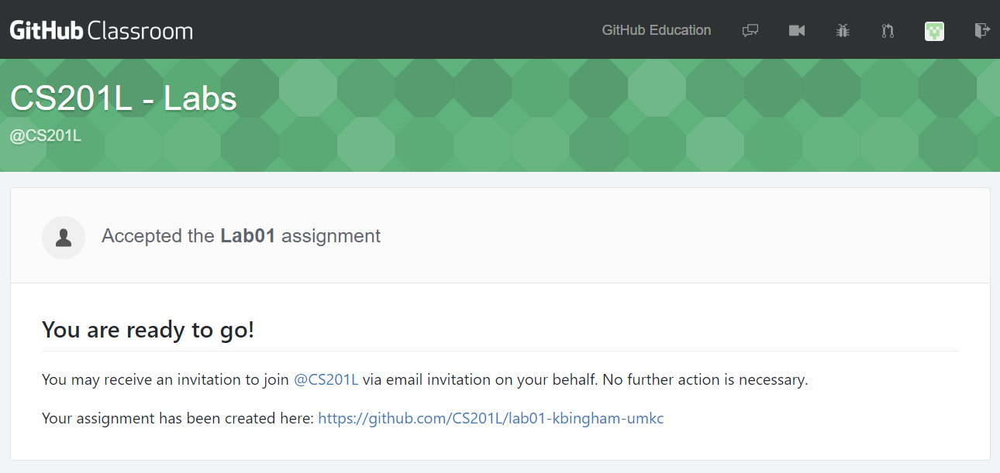 GitHub Classroom
GitHub Education
CS201L - Labs
@CS201L
Accepted the Lab01 assignment
You are ready to go!
You may receive an invitation to join @CS201L via email invitation on your behalf. No further action is necessary.
Your assignment has been created here: https://github.com/CS201L/lab01-kbingham-umkc